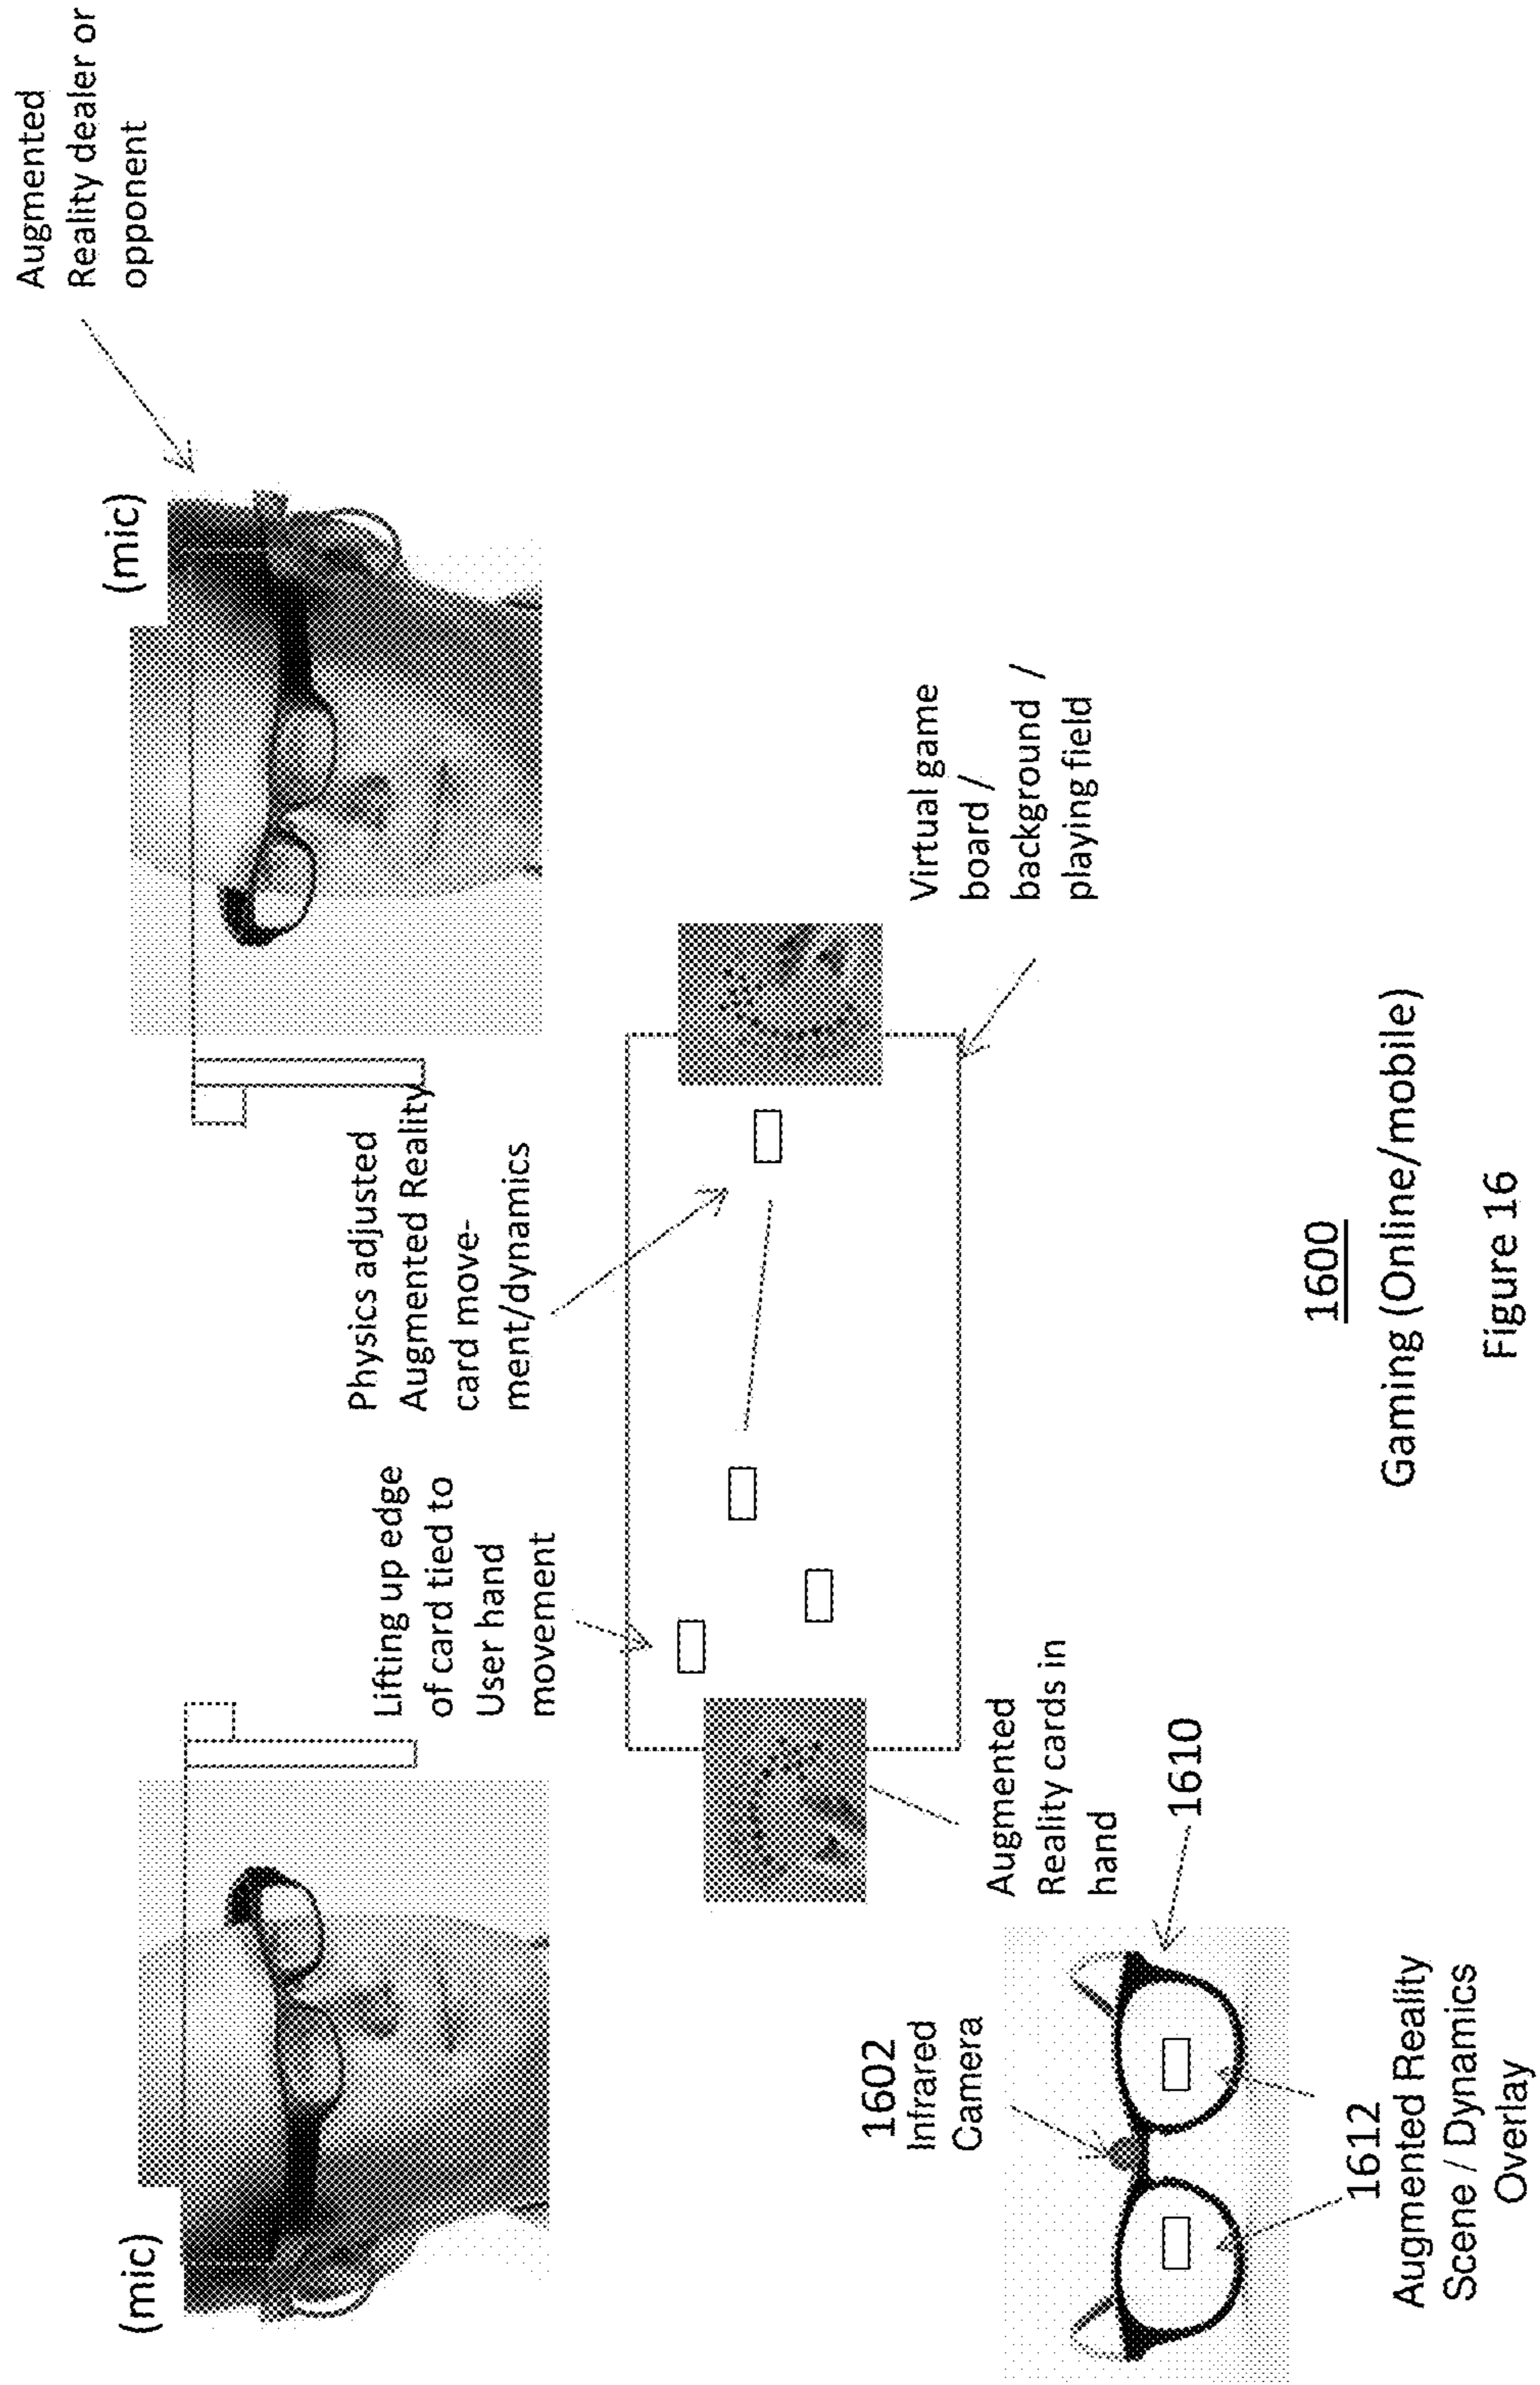 (mic)
(mic)
Augmented
Reality dealer or
opponent
Lifting up edge
of card tied to
User hand
movement
Physics adjusted
Augmented Reality
card move-
ment/dynamics
Augmented
Reality cards in
hand
Virtual game
board /
background /
playing field
1602
Infrared
Camera
1610
1612
Augmented Reality
Scene / Dynamics
Overlay
1600
Gaming (Online/mobile)
Figure 16